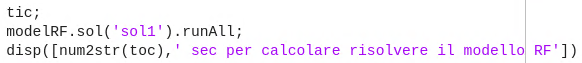 tic;
modelRF.sol('sol1').runAll;
disp([num2str(toc),' sec per calcolare risolvere il modello RF'])